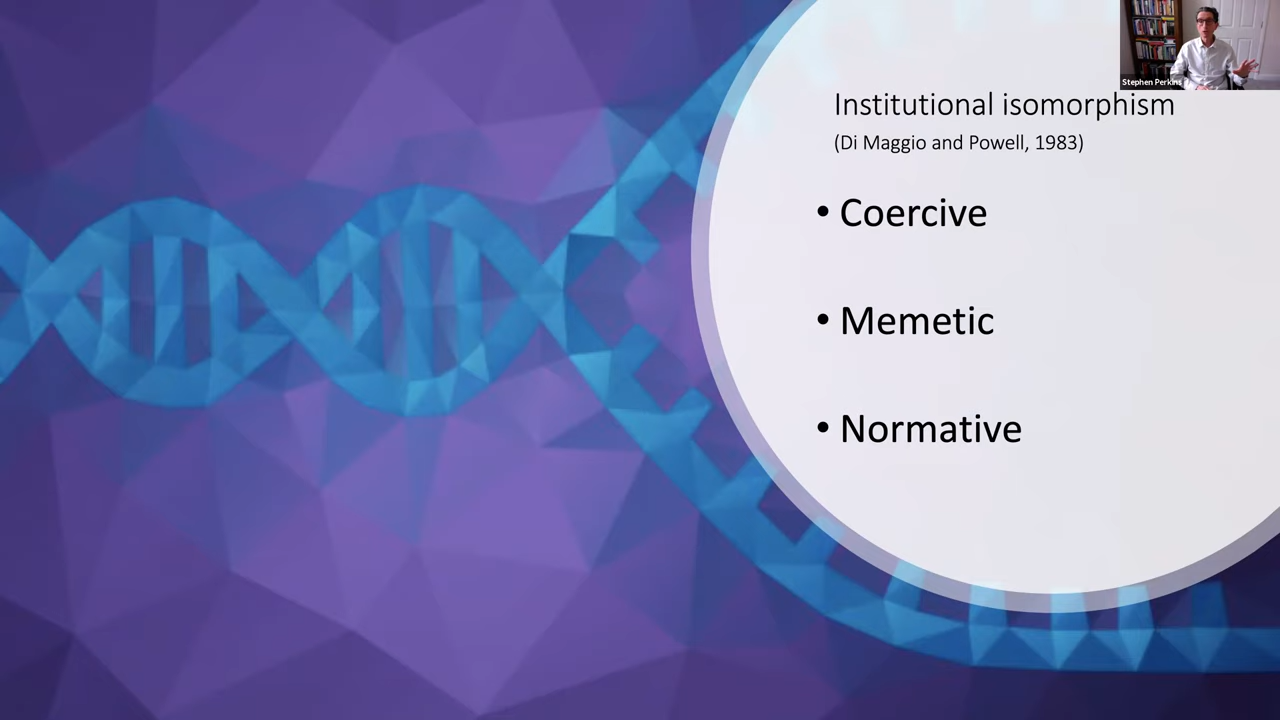 Stephen Perkins
Institutional isomorphism
(Di Maggio and Powell, 1983)
• Coercive
• Memetic
• Normative